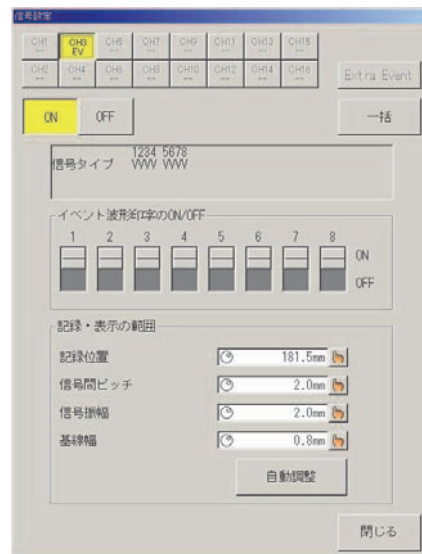 信号設定
CH1 CH3 CH5 CH7 CH9 CH11 CH13 CH15
-- EV -- -- -- -- -- --
CH2 CH4 CH6 CH8 CH10 CH12 CH14 CH16
-- -- -- -- -- -- -- --
Extra Event
ON OFF 一括
1234 5678
信号タイプ VVVV VVVV
イベント波形印字のON/OFF
1 2 3 4 5 6 7 8
ON
OFF
記録・表示の範囲
記録位置 181.5mm
信号間ピッチ 2.0mm
信号振幅 2.0mm
基線幅 0.8mm
自動調整
閉じる